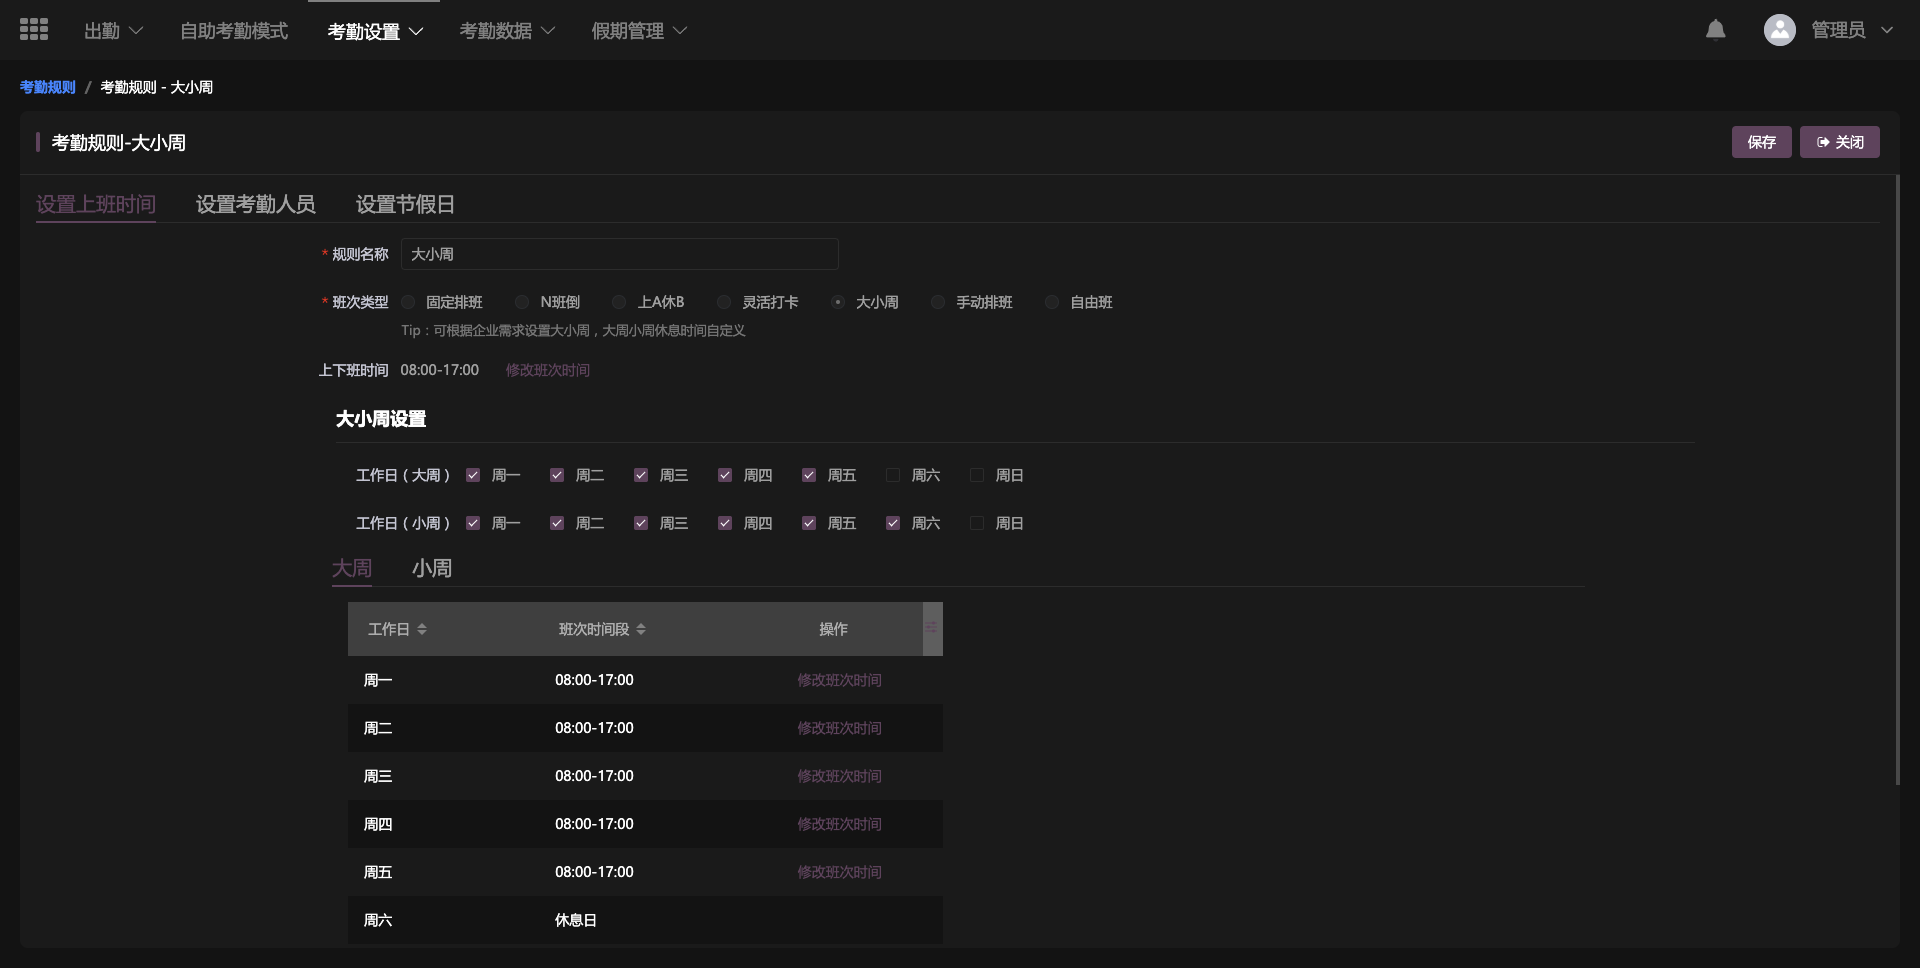 出勤 自助考勤模式 考勤设置 考勤数据 假期管理 管理员
考勤规则 / 考勤规则 - 大小周
考勤规则-大小周 保存 关闭
设置上班时间 设置考勤人员 设置节假日
* 规则名称 大小周
* 班次类型 固定排班 N班倒 上A休B 灵活打卡 大小周 手动排班 自由班
Tip：可根据企业需求设置大小周，大周小周休息时间自定义
上下班时间 08:00-17:00 修改班次时间
大小周设置
工作日（大周） 周一 周二 周三 周四 周五 周六 周日
工作日（小周） 周一 周二 周三 周四 周五 周六 周日
大周 小周
工作日 班次时间段 操作
周一 08:00-17:00 修改班次时间
周二 08:00-17:00 修改班次时间
周三 08:00-17:00 修改班次时间
周四 08:00-17:00 修改班次时间
周五 08:00-17:00 修改班次时间
周六 休息日